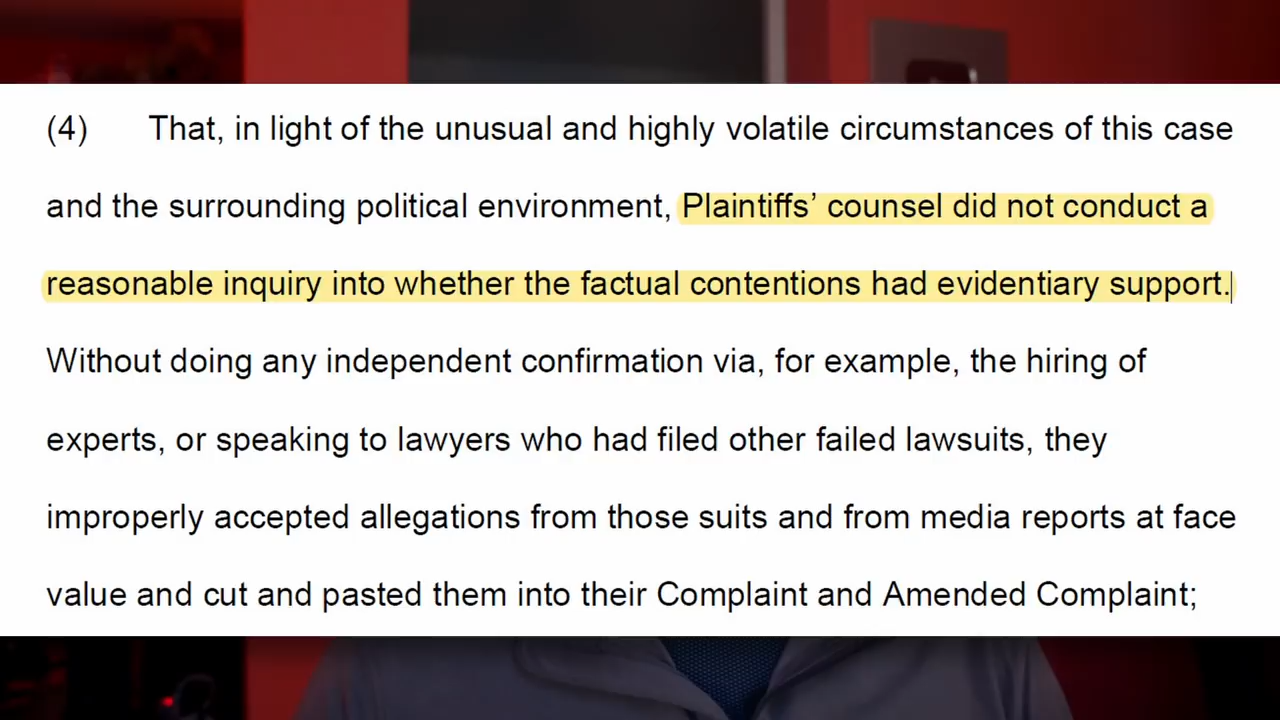 (4) That, in light of the unusual and highly volatile circumstances of this case
and the surrounding political environment, Plaintiffs’ counsel did not conduct a
reasonable inquiry into whether the factual contentions had evidentiary support.
Without doing any independent confirmation via, for example, the hiring of
experts, or speaking to lawyers who had filed other failed lawsuits, they
improperly accepted allegations from those suits and from media reports at face
value and cut and pasted them into their Complaint and Amended Complaint;